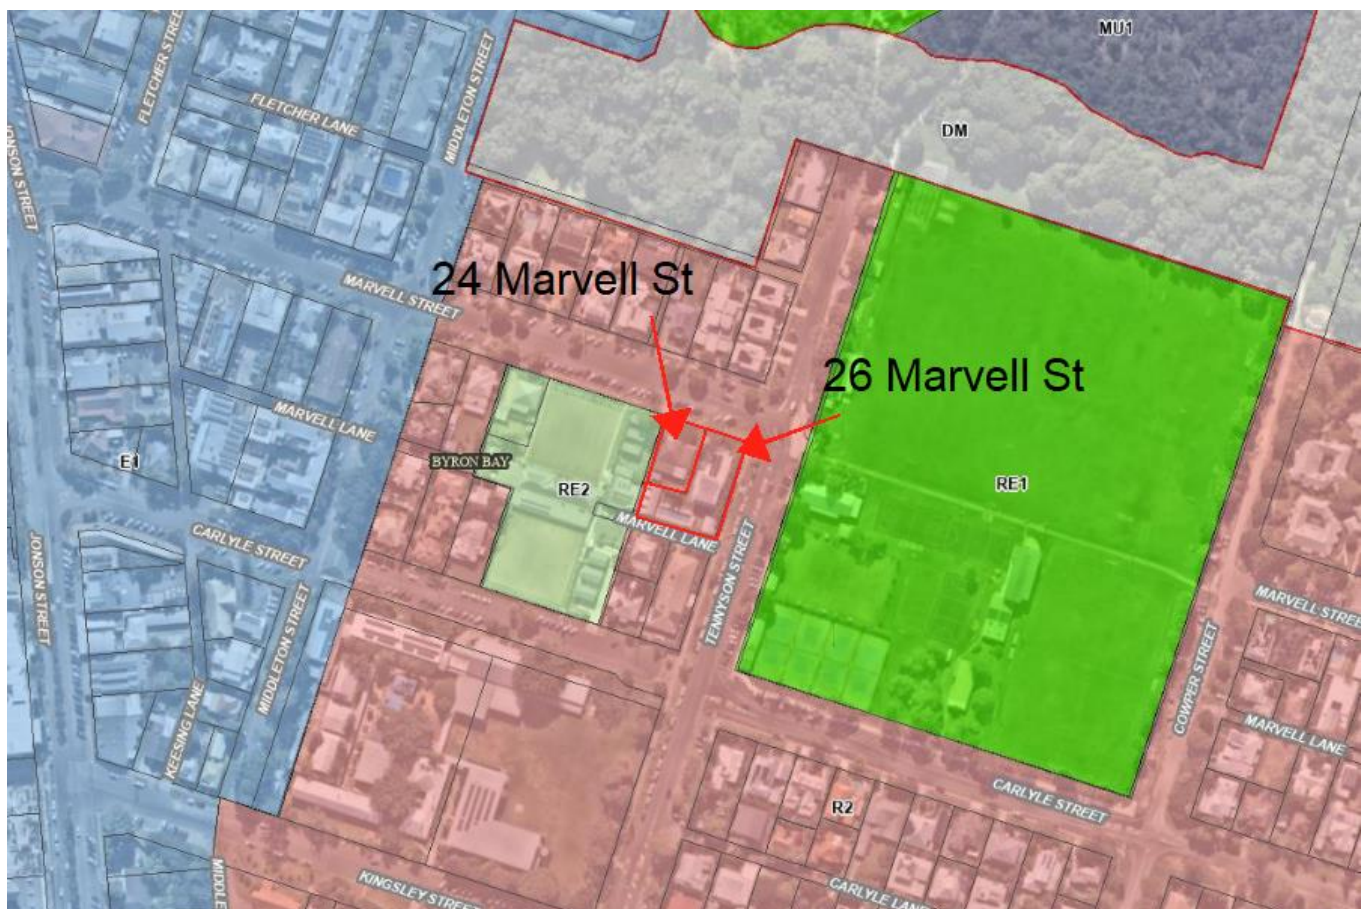 MU1
FLETCHER STREET
MIDDLETON STREET
FLETCHER LANE
DM
JONSON STREET
24 Marvell St
MARVELL STREET
26 Marvell St
MARVELL LANE
E1
BYRON BAY
RE2
RE1
MARVELL LANE
CARLYLE STREET
TENNYSON STREET
JONSON STREET
MIDDLETON STREET
MARVELL STREET
COWPER STREET
KEESING LANE
MARVELL LANE
R2
CARLYLE STREET
MIDDLE
KINGSLEY STREET
CARLYLE LANE